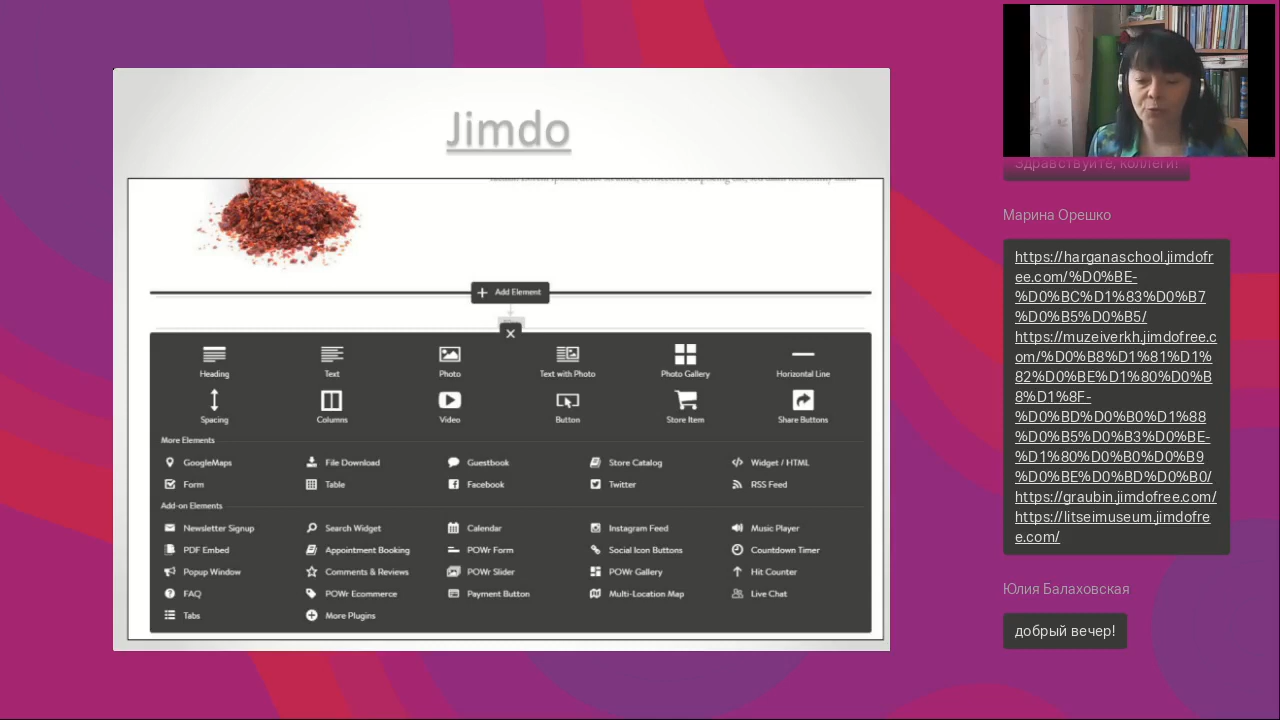 Jimdo
Add Element
Heading
Text
Photo
Text with Photo
Photo Gallery
Horizontal Line
Spacing
Columns
Video
Button
Store Item
Share Buttons
More Elements
GoogleMaps
File Download
Guestbook
Store Catalog
Widget / HTML
Form
Table
Facebook
Twitter
RSS Feed
Add-on Elements
Newsletter Signup
Search Widget
Calendar
Instagram Feed
Music Player
PDF Embed
Appointment Booking
POWr Form
Social Icon Buttons
Countdown Timer
Popup Window
Comments & Reviews
POWr Slider
POWr Gallery
Hit Counter
FAQ
POWr Ecommerce
Payment Button
Multi-Location Map
Live Chat
Tabs
More Plugins
Здравствуйте, коллеги!
Марина Орешко
https://harganaschool.jimdofr
ee.com/%D0%BE-
%D0%BC%D1%83%D0%B7
%D0%B5%D0%B5/
https://muzeiverkh.jimdofree.c
om/%D0%B8%D1%81%D1%
82%D0%BE%D1%80%D0%B
8%D1%8F-
%D0%BD%D0%B0%D1%88
%D0%B5%D0%B3%D0%BE-
%D1%80%D0%B0%D0%B9
%D0%BE%D0%BD%D0%B0/
https://graubin.jimdofree.com/
https://litseimuseum.jimdofre
e.com/
Юлия Балаховская
добрый вечер!